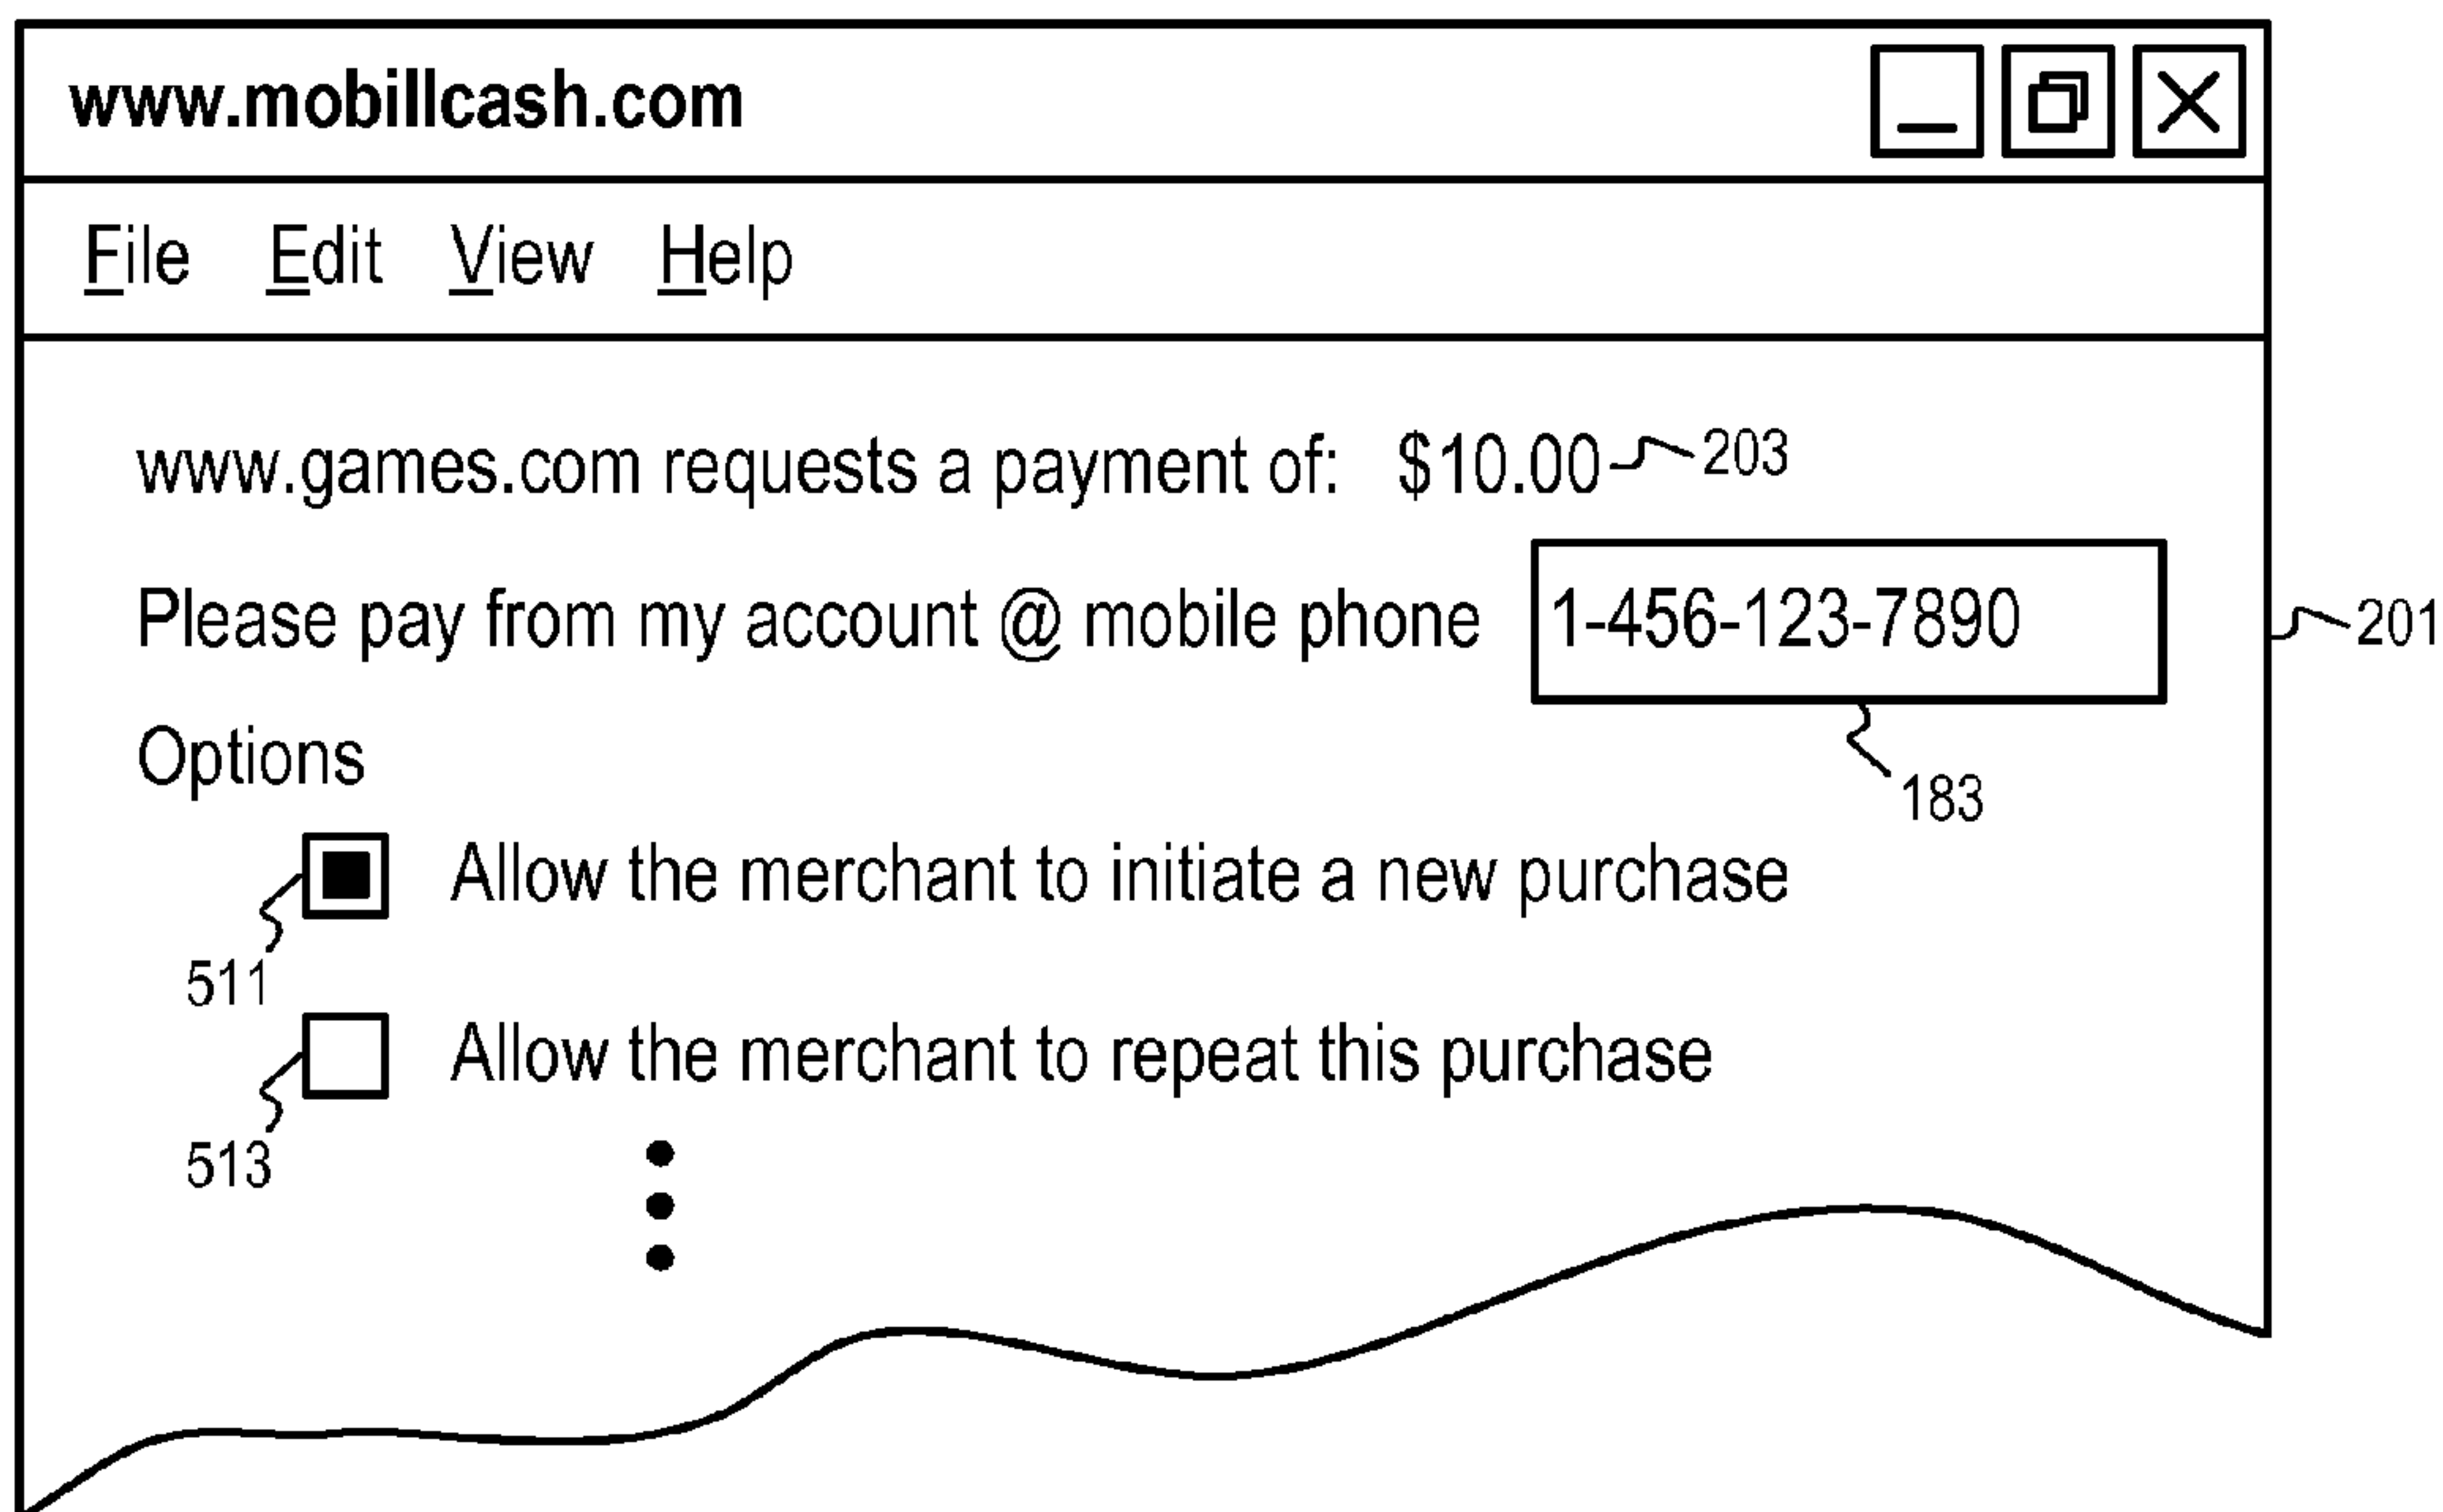 www.mobillcash.com
File Edit View Help
www.games.com requests a payment of: $10.00 203
Please pay from my account @ mobile phone 1-456-123-7890 201
183
Options
Allow the merchant to initiate a new purchase
511
Allow the merchant to repeat this purchase
513